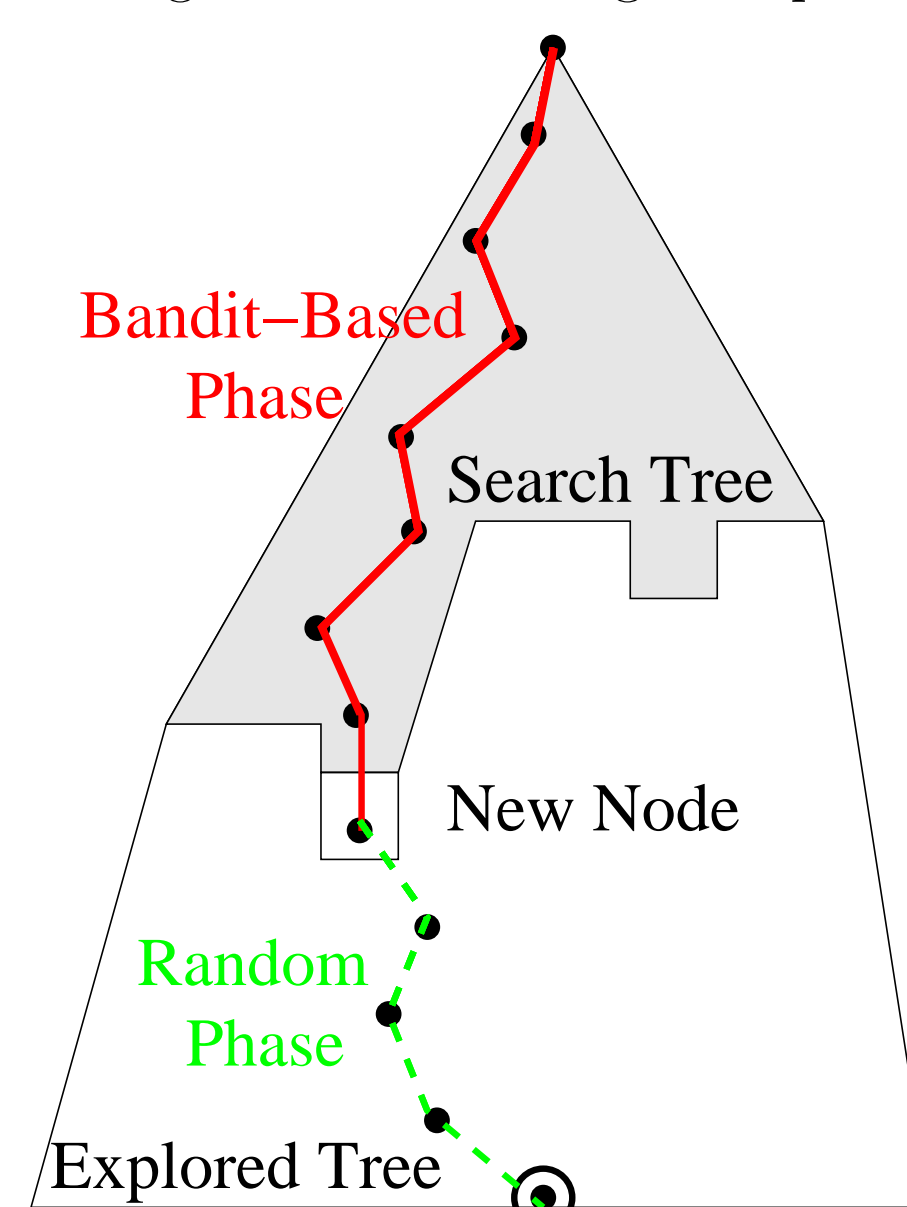 Bandit–Based
Phase
Search Tree
New Node
Random
Phase
Explored Tree